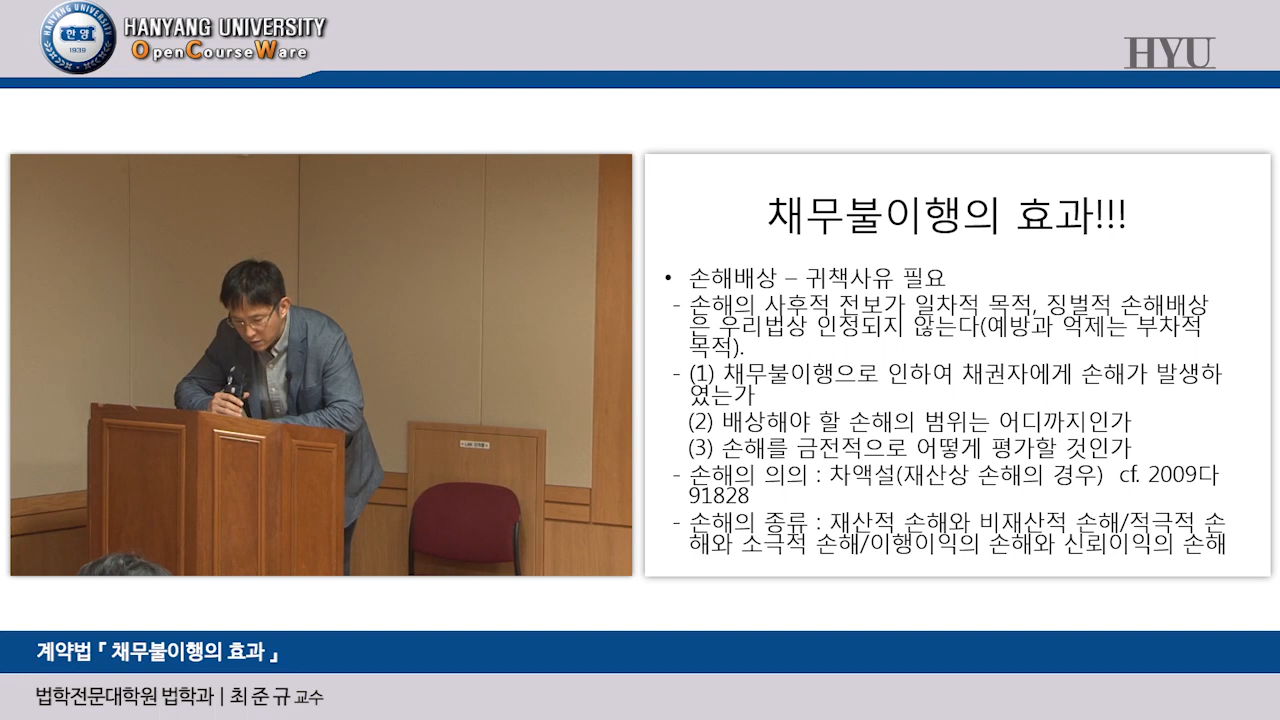 HANYANG UNIVERSITY
OpenCourseWare
HANYANG UNIVERSITY
한양
1939
HYU
채무불이행의 효과!!!
• 손해배상 – 귀책사유 필요
- 손해의 사후적 전보가 일차적 목적, 징벌적 손해배상
은 우리법상 인정되지 않는다(예방과 억제는 부차적
목적).
- (1) 채무불이행으로 인하여 채권자에게 손해가 발생하
였는가
(2) 배상해야 할 손해의 범위는 어디까지인가
(3) 손해를 금전적으로 어떻게 평가할 것인가
- 손해의 의의 : 차액설(재산상 손해의 경우) cf. 2009다
91828
- 손해의 종류 : 재산적 손해와 비재산적 손해/적극적 손
해와 소극적 손해/이행이익의 손해와 신뢰이익의 손해
계약법 「 채무불이행의 효과 」
법학전문대학원 법학과 | 최 준 규 교수